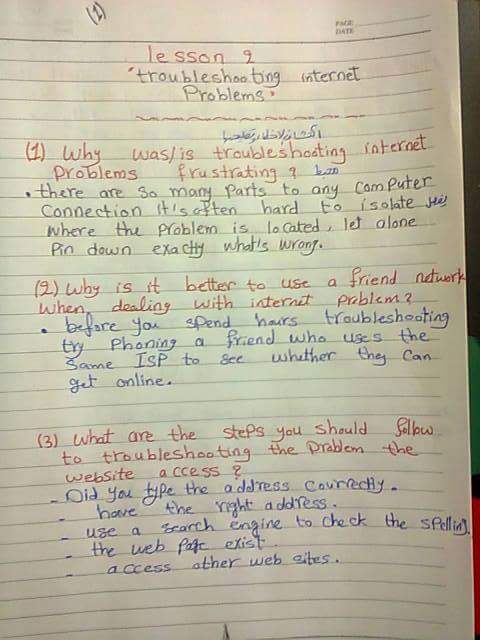 (1)
PAGE
DATE
lesson 2
"troubleshooting internet
Problems"
(1) Why was/is troubleshooting internet
Problems frustrating?
• there are so many parts to any computer
Connection It's often hard to isolate
where the problem is located, let alone
Pin down exactly what's wrong.
(2) Why is it better to use a friend network
when dealing with internet problem?
• before you spend hours troubleshooting
try Phoning a friend who uses the
Same ISP to see whether they can
get online.
(3) what are the steps you should follow
to troubleshooting the problem the
website access?
- Did you type the address courrectly.
- have the right address.
- use a search engine to check the spelling.
- the web page exist.
- access other web sites.